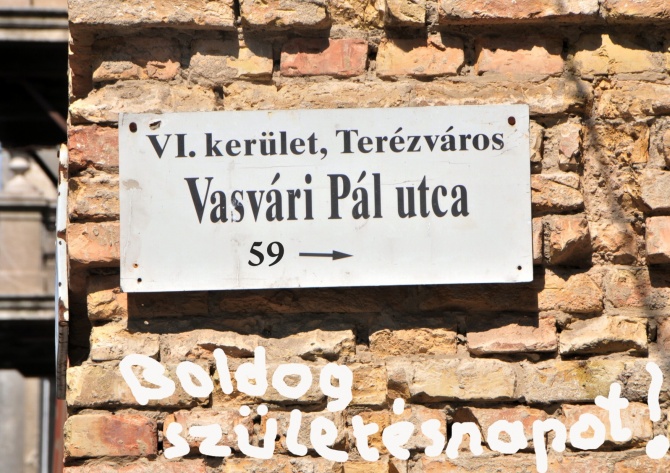 VI. kerület, Terézváros
Vasvári Pál utca
59 →
Boldog
születésnapot!